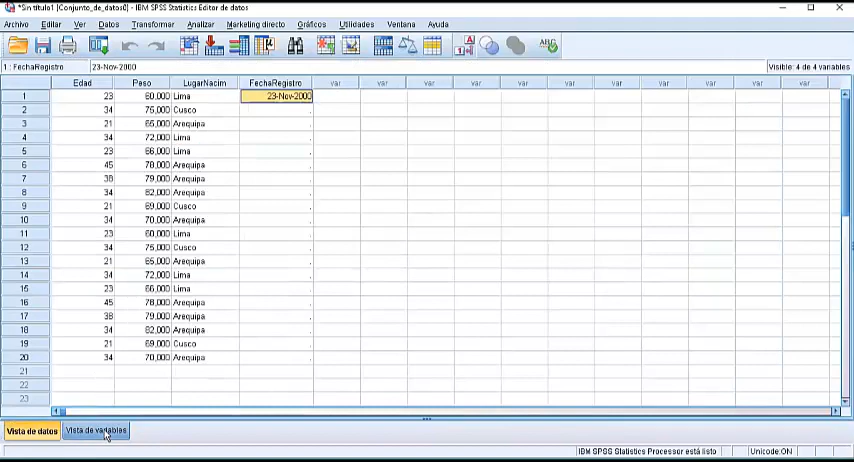 *Sin título1 [Conjunto_de_datos0] - IBM SPSS Statistics Editor de datos
Archivo Editar Ver Datos Transformar Analizar Marketing directo Gráficos Utilidades Ventana Ayuda
1 : FechaRegistro 23-Nov-2000 Visible: 4 de 4 variables
Edad Peso LugarNacim FechaRegistro var var var var var var var var var var var
1 23 60,000 Lima 23-Nov-2000
2 34 75,000 Cusco .
3 21 65,000 Arequipa .
4 34 72,000 Lima .
5 23 66,000 Lima .
6 45 78,000 Arequipa .
7 38 79,000 Arequipa .
8 34 82,000 Arequipa .
9 21 69,000 Cusco .
10 34 70,000 Arequipa .
11 23 60,000 Lima .
12 34 75,000 Cusco .
13 21 65,000 Arequipa .
14 34 72,000 Lima .
15 23 66,000 Lima .
16 45 78,000 Arequipa .
17 38 79,000 Arequipa .
18 34 82,000 Arequipa .
19 21 69,000 Cusco .
20 34 70,000 Arequipa .
21
22
23
Vista de datos Vista de variables
IBM SPSS Statistics Processor está listo Unicode:ON